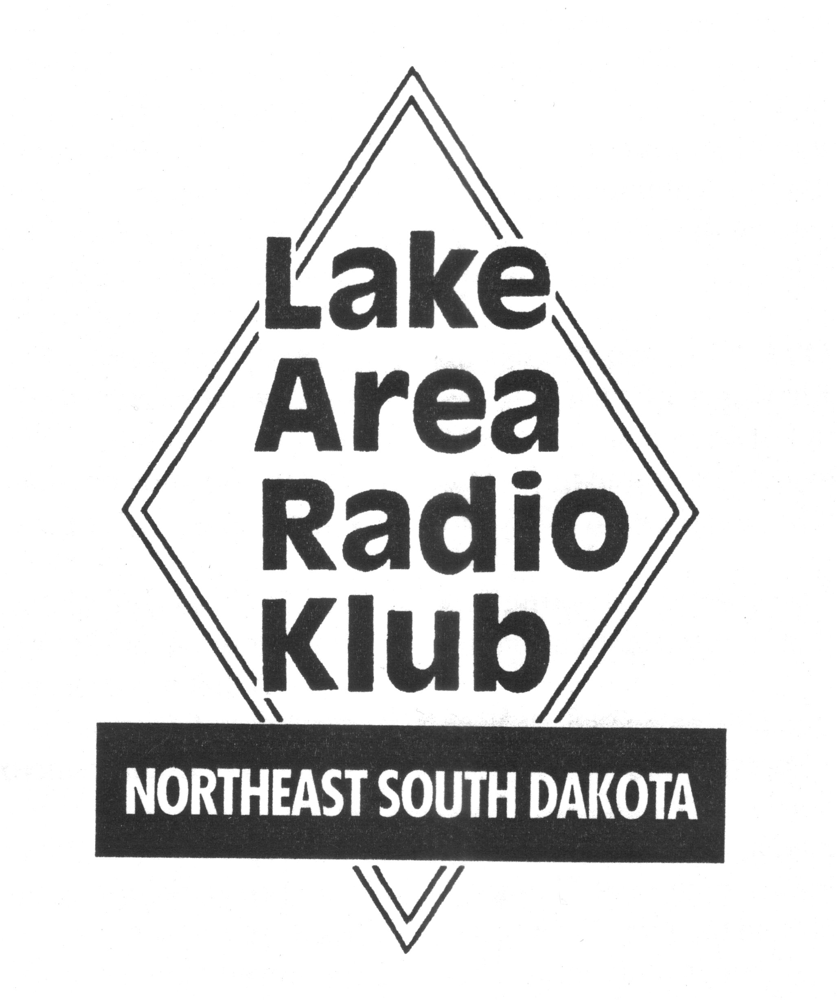 Lake
Area
Radio
Klub
NORTHEAST SOUTH DAKOTA